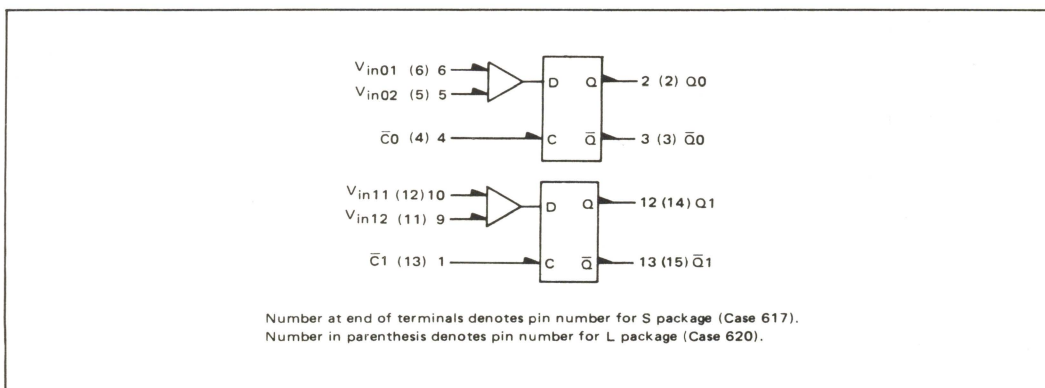 Vin01 (6) 6
Vin02 (5) 5
D Q 2 (2) Q0
C̄0 (4) 4 C Q̄ 3 (3) Q̄0
Vin11 (12) 10
Vin12 (11) 9
D Q 12 (14) Q1
C̄1 (13) 1 C Q̄ 13 (15) Q̄1
Number at end of terminals denotes pin number for S package (Case 617).
Number in parenthesis denotes pin number for L package (Case 620).